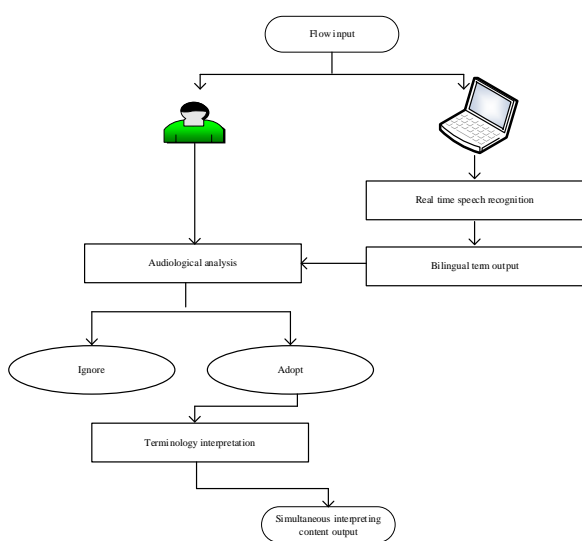 Flow input
Real time speech recognition
Audiological analysis
Bilingual term output
Ignore
Adopt
Terminology interpretation
Simultaneous interpreting
content output